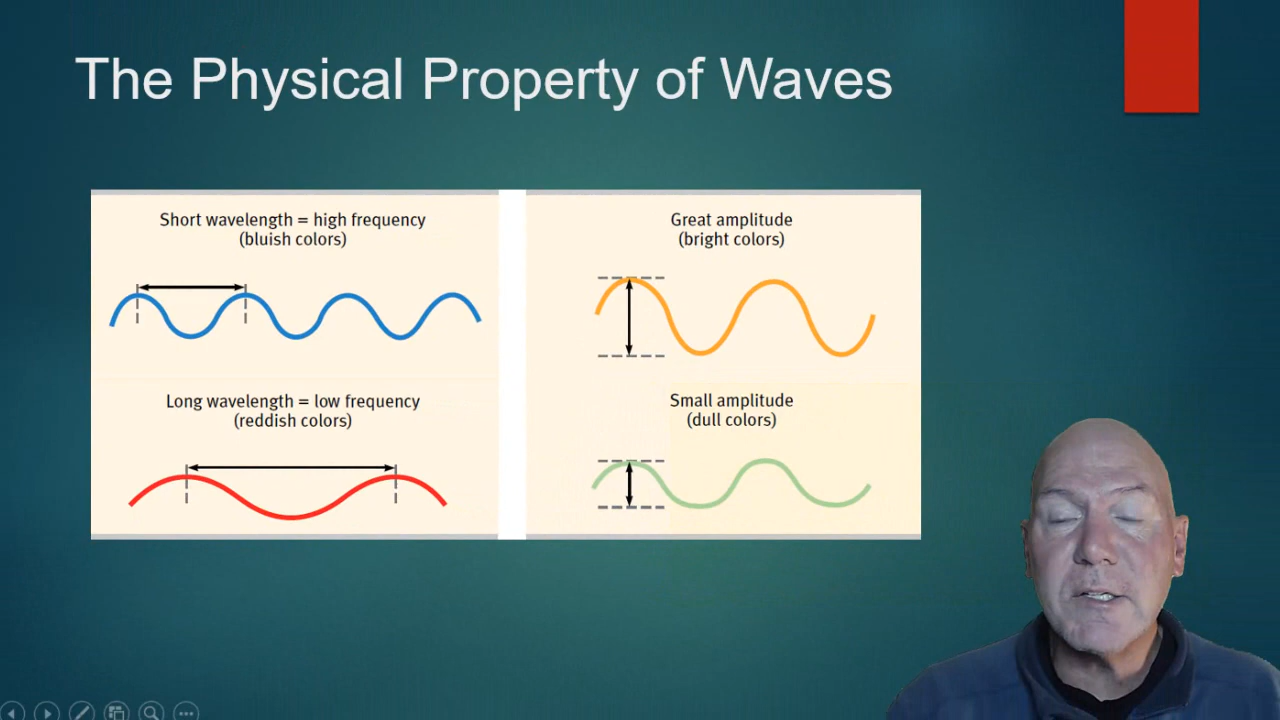 The Physical Property of Waves
Short wavelength = high frequency
(bluish colors)
Great amplitude
(bright colors)
Long wavelength = low frequency
(reddish colors)
Small amplitude
(dull colors)